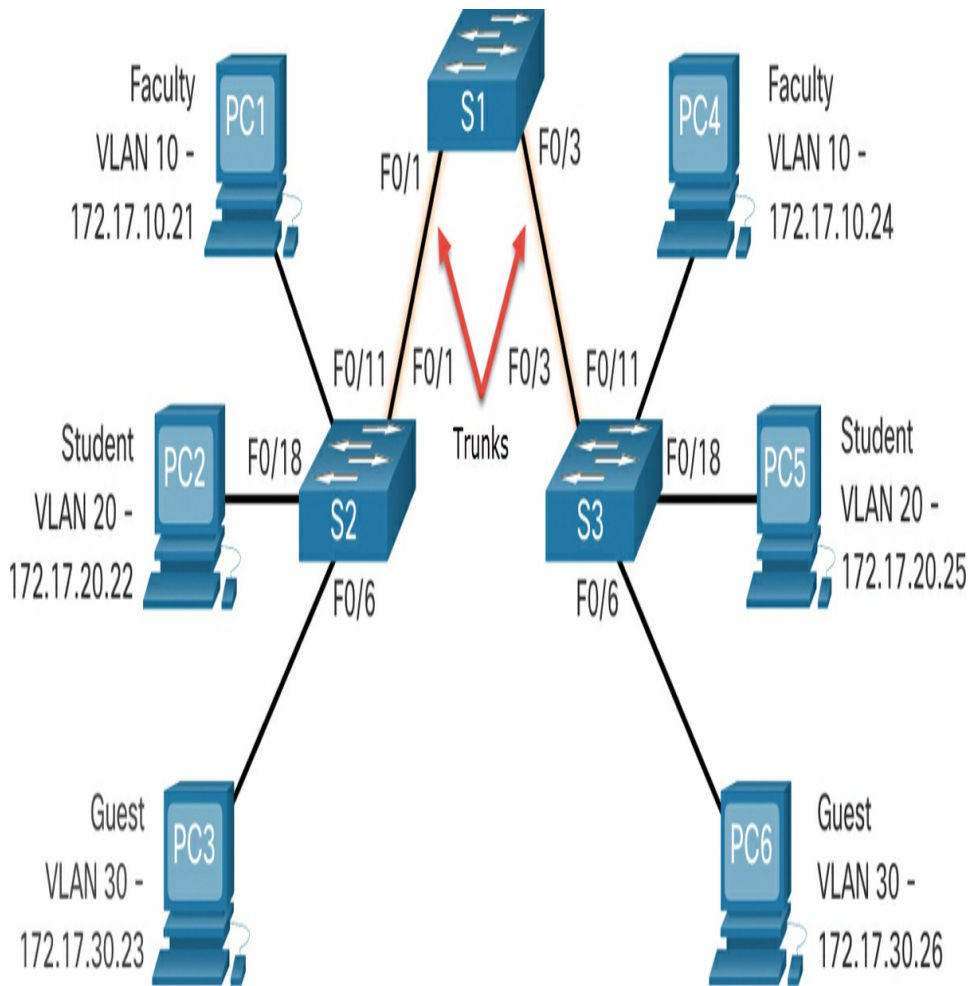 S1
F0/1
F0/3
Faculty
VLAN 10 –
172.17.10.21
PC1
PC4
Faculty
VLAN 10 –
172.17.10.24
F0/11
F0/1
F0/3
F0/11
Trunks
Student
VLAN 20 –
172.17.20.22
PC2
F0/18
S2
F0/6
S3
F0/18
F0/6
PC5
Student
VLAN 20 –
172.17.20.25
Guest
VLAN 30 –
172.17.30.23
PC3
PC6
Guest
VLAN 30 –
172.17.30.26